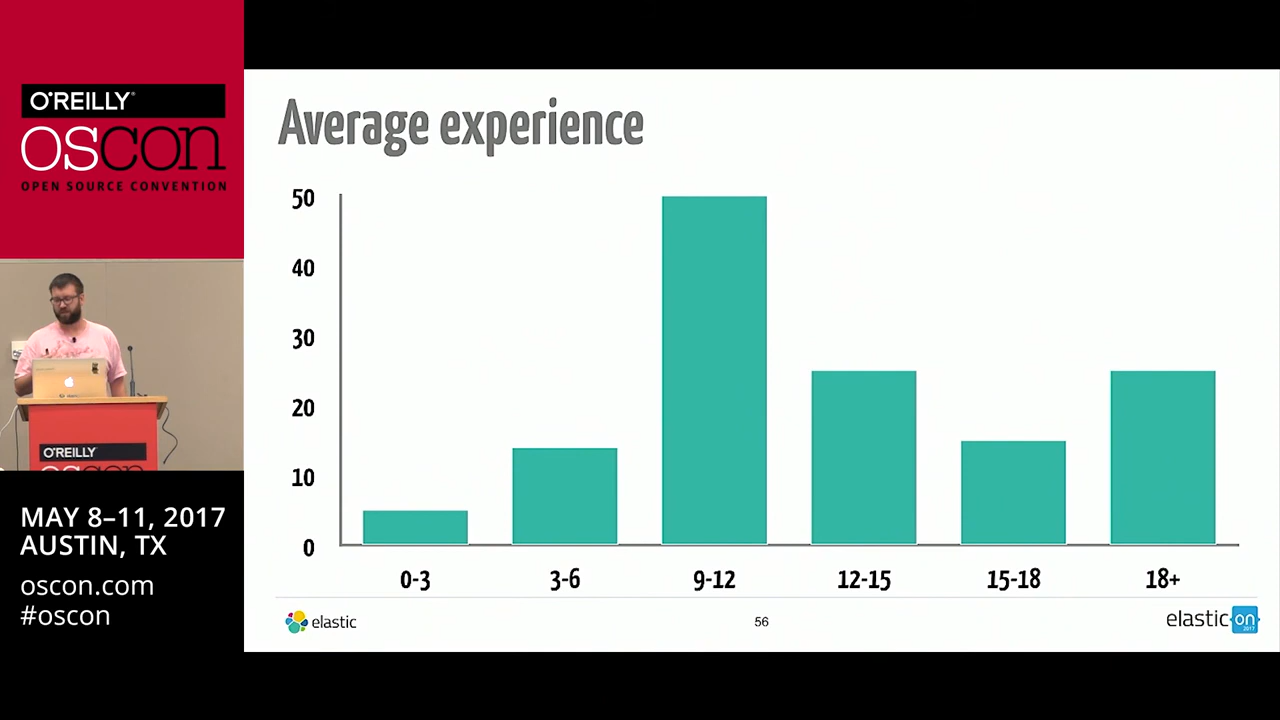 O'REILLY®
OSCON
OPEN SOURCE CONVENTION
O'REILLY
OSCON
MAY 8–11, 2017
AUSTIN, TX
oscon.com
#oscon
Average experience
50
40
30
20
10
0
0-3
3-6
9-12
12-15
15-18
18+
elastic
56
elastic on
2017